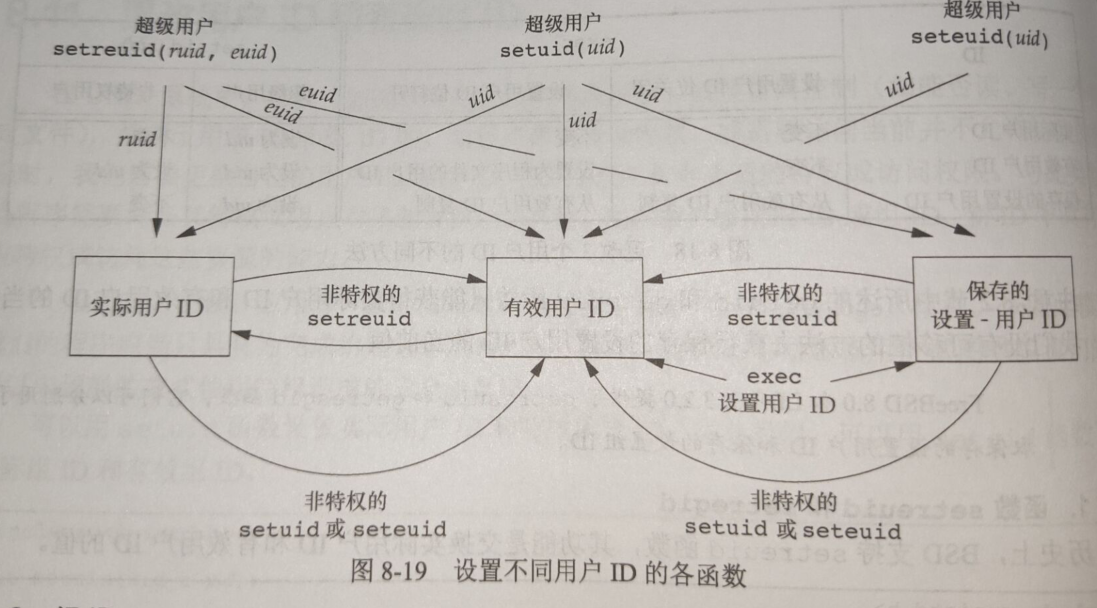 超级用户
setreuid(ruid, euid)
超级用户
setuid(uid)
超级用户
seteuid(uid)
ruid
euid
euid
uid
uid
uid
uid
实际用户 ID
非特权的
setreuid
有效用户 ID
非特权的
setreuid
保存的
设置 - 用户 ID
exec
设置用户 ID
非特权的
setuid 或 seteuid
非特权的
setuid 或 seteuid
图 8-19 设置不同用户 ID 的各函数